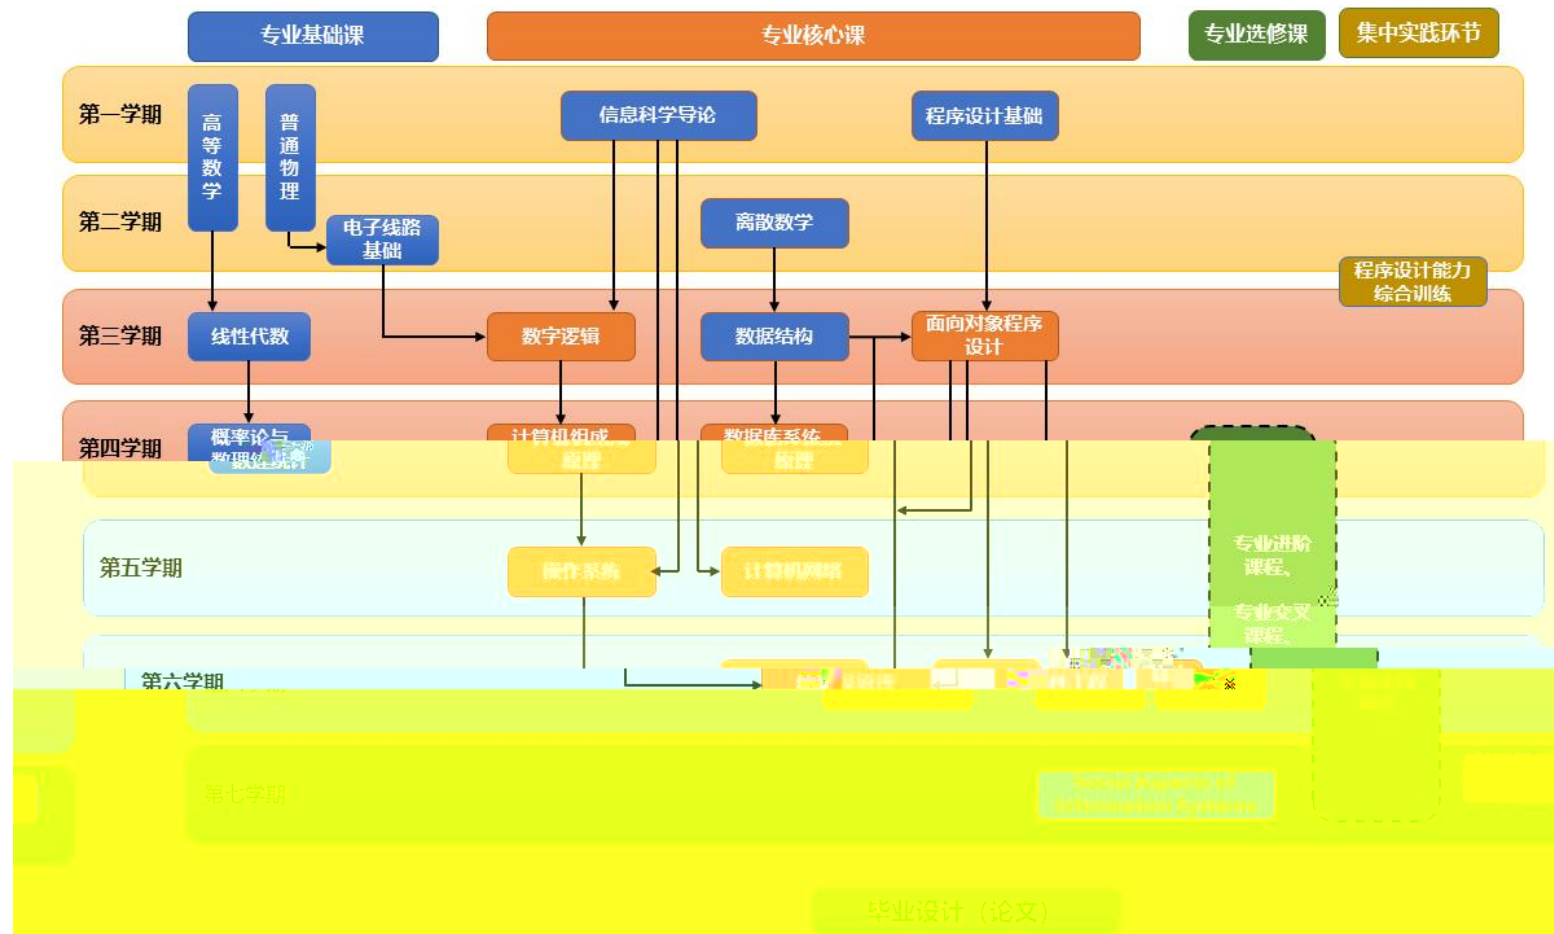 专业基础课
专业核心课
专业选修课
集中实践环节
第一学期
高等数学
普通物理
信息科学导论
程序设计基础
第二学期
电子线路
基础
离散数学
程序设计能力
综合训练
第三学期
线性代数
数字逻辑
数据结构
面向对象程序
设计
第四学期
概率论与
数理统计
计算机组成
原理
数据库系统
原理
第五学期
操作系统
计算机网络
专业进阶
课程、
专业交叉
课程、
第六学期
第七学期
毕业设计（论文）